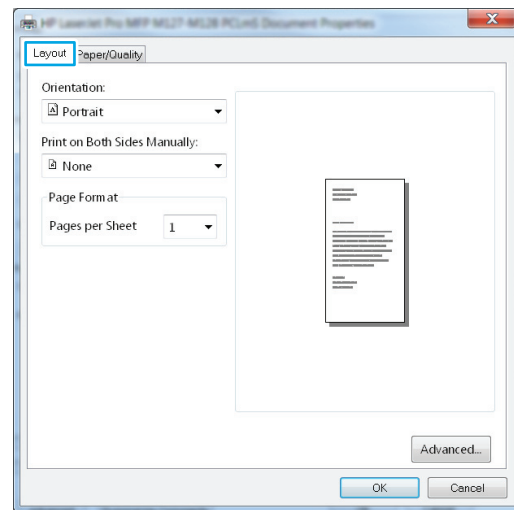 HP LaserJet Pro MFP M127-M128 PCLmS Document Properties
Layout
Paper/Quality
Orientation:
Portrait
Print on Both Sides Manually:
None
Page Format
Pages per Sheet 1
Advanced...
OK Cancel